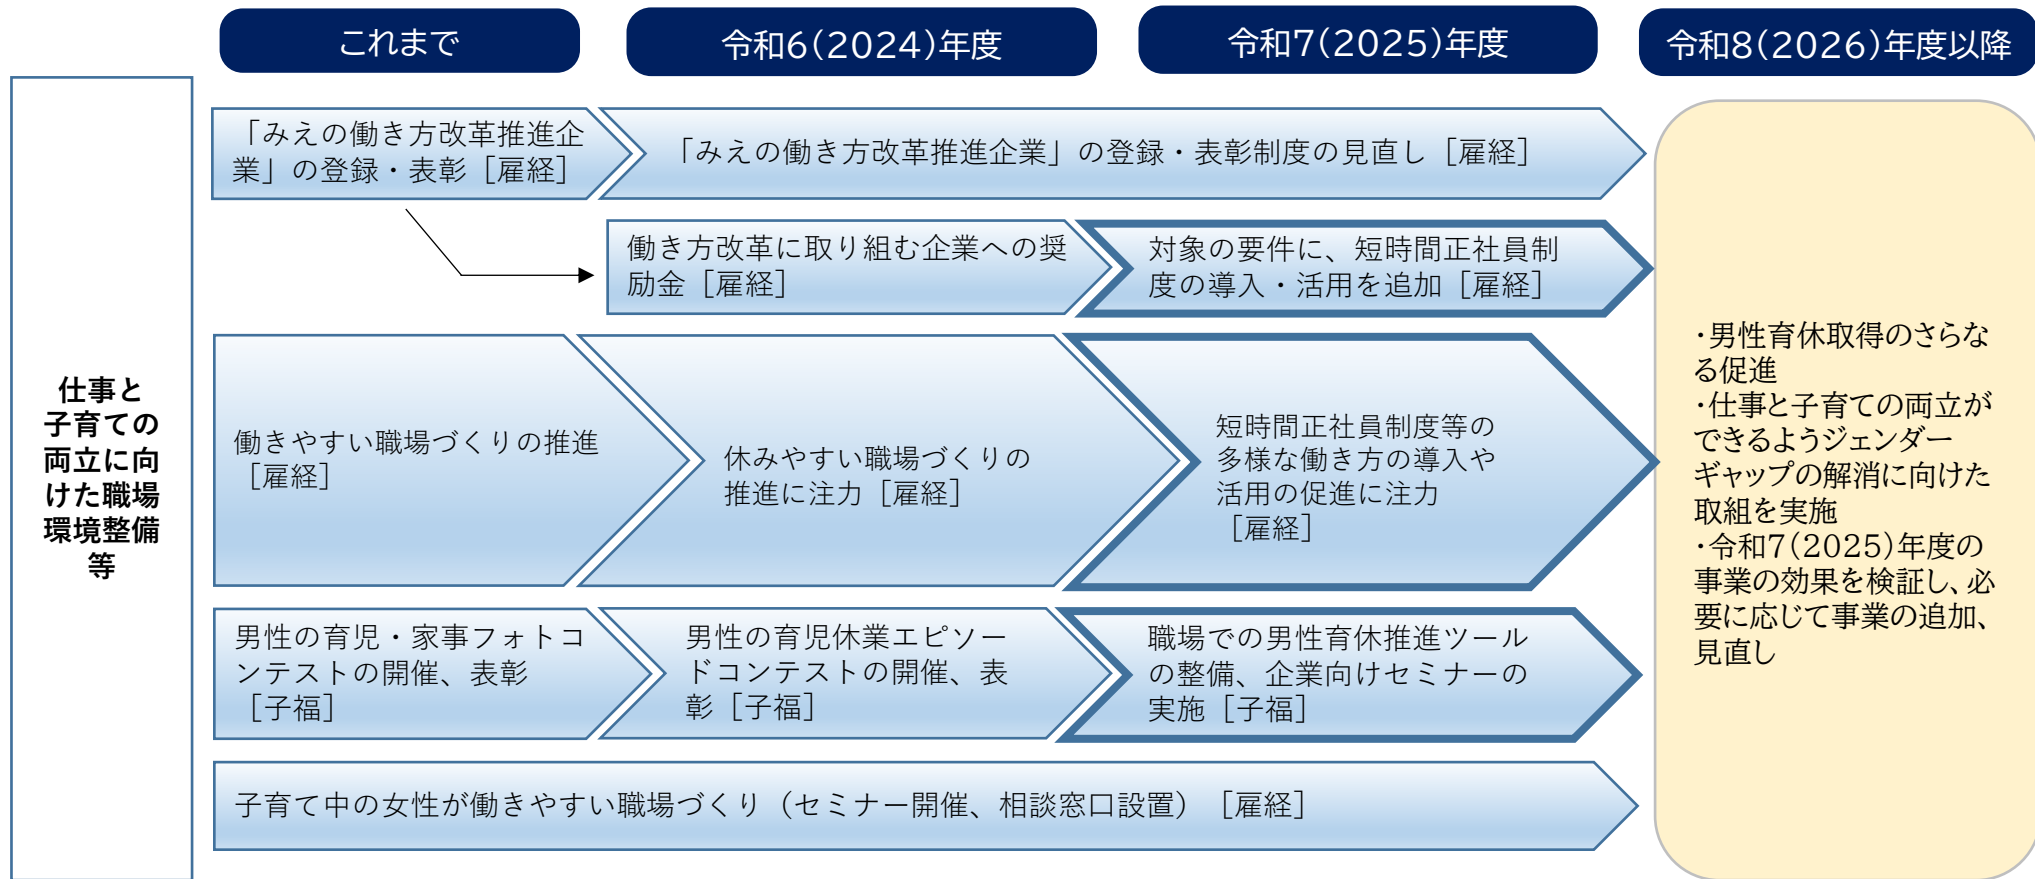 これまで
令和6(2024)年度
令和7(2025)年度
令和8(2026)年度以降
仕事と
子育ての
両立に向
けた職場
環境整備
等
「みえの働き方改革推進企
業」の登録・表彰［雇経］
「みえの働き方改革推進企業」の登録・表彰制度の見直し［雇経］
働き方改革に取り組む企業への奨
励金［雇経］
対象の要件に、短時間正社員制
度の導入・活用を追加［雇経］
働きやすい職場づくりの推進
［雇経］
休みやすい職場づくりの
推進に注力［雇経］
短時間正社員制度等の
多様な働き方の導入や
活用の促進に注力
［雇経］
男性の育児・家事フォトコ
ンテストの開催、表彰
［子福］
男性の育児休業エピソー
ドコンテストの開催、表
彰［子福］
職場での男性育休推進ツール
の整備、企業向けセミナーの
実施［子福］
子育て中の女性が働きやすい職場づくり（セミナー開催、相談窓口設置）［雇経］
・男性育休取得のさらな
る促進
・仕事と子育ての両立が
できるようジェンダー
ギャップの解消に向けた
取組を実施
・令和7(2025)年度の
事業の効果を検証し、必
要に応じて事業の追加、
見直し